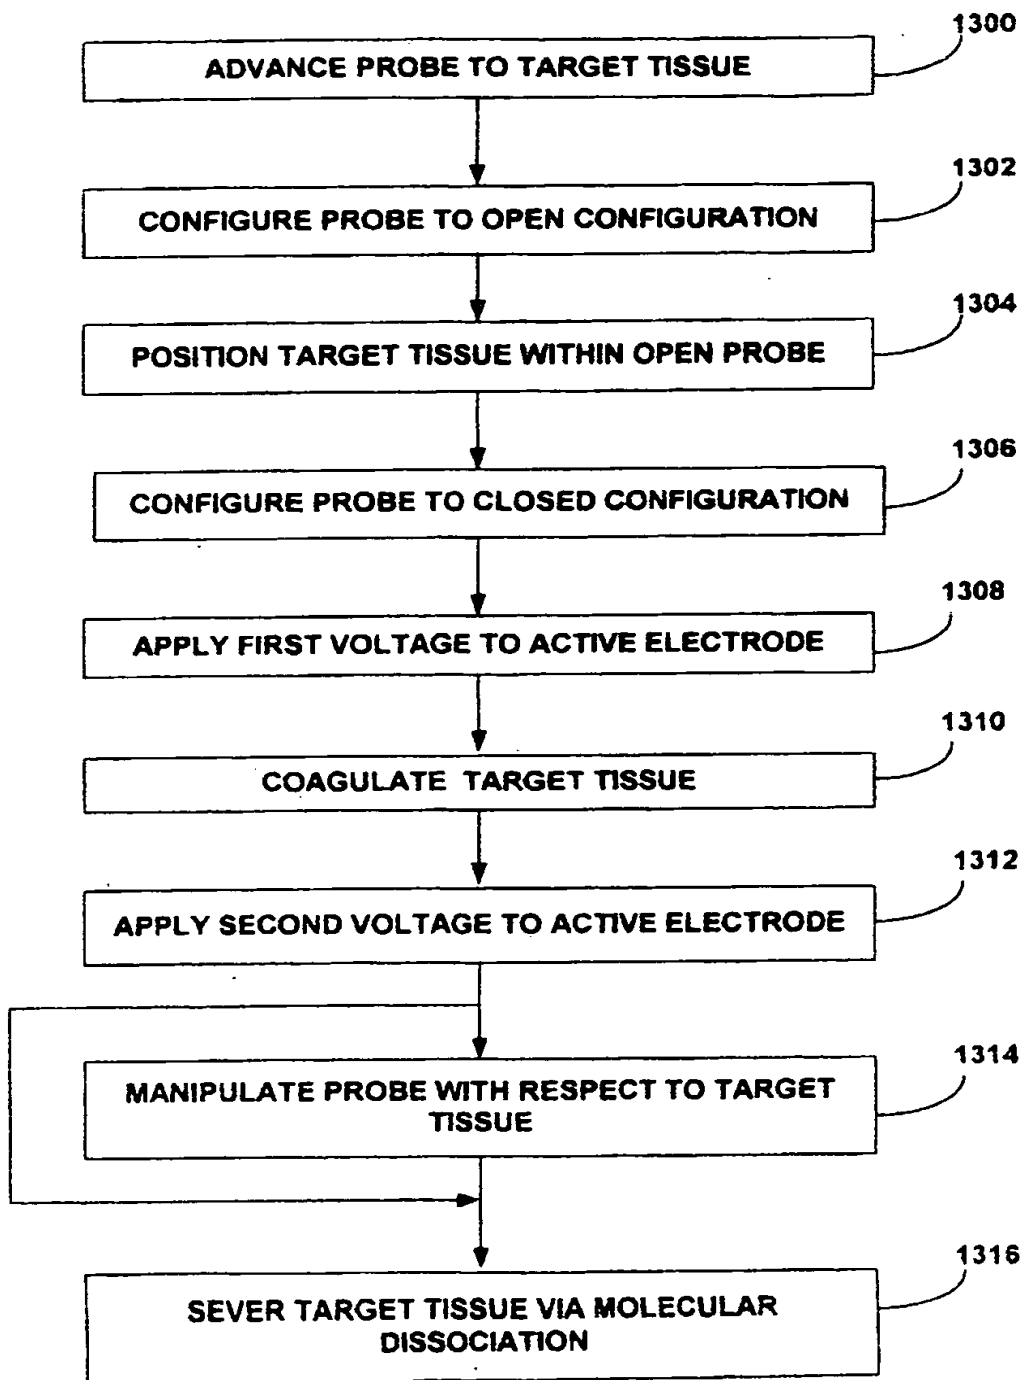 1300
ADVANCE PROBE TO TARGET TISSUE
1302
CONFIGURE PROBE TO OPEN CONFIGURATION
1304
POSITION TARGET TISSUE WITHIN OPEN PROBE
1306
CONFIGURE PROBE TO CLOSED CONFIGURATION
1308
APPLY FIRST VOLTAGE TO ACTIVE ELECTRODE
1310
COAGULATE TARGET TISSUE
1312
APPLY SECOND VOLTAGE TO ACTIVE ELECTRODE
1314
MANIPULATE PROBE WITH RESPECT TO TARGET
TISSUE
1316
SEVER TARGET TISSUE VIA MOLECULAR
DISSOCIATION